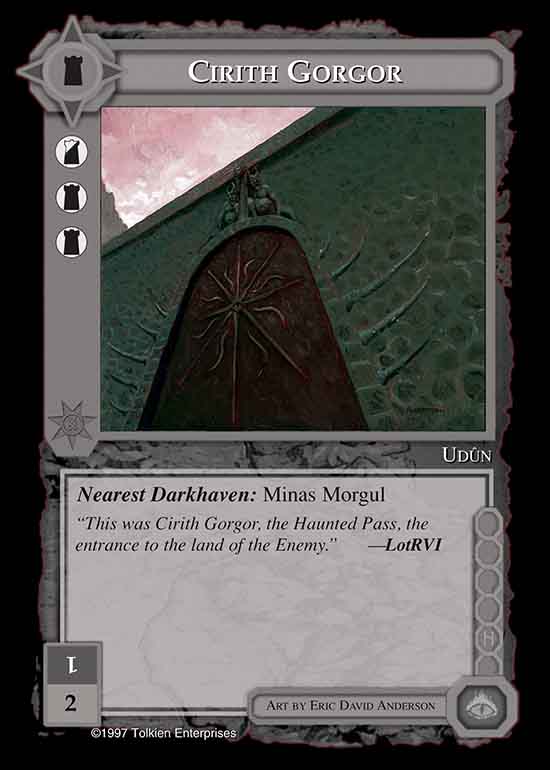 CIRITH GORGOR
UDÛN
Nearest Darkhaven: Minas Morgul
“This was Cirith Gorgor, the Haunted Pass, the
entrance to the land of the Enemy.” —LotRVI
H
1
2
ART BY ERIC DAVID ANDERSON
©1997 Tolkien Enterprises